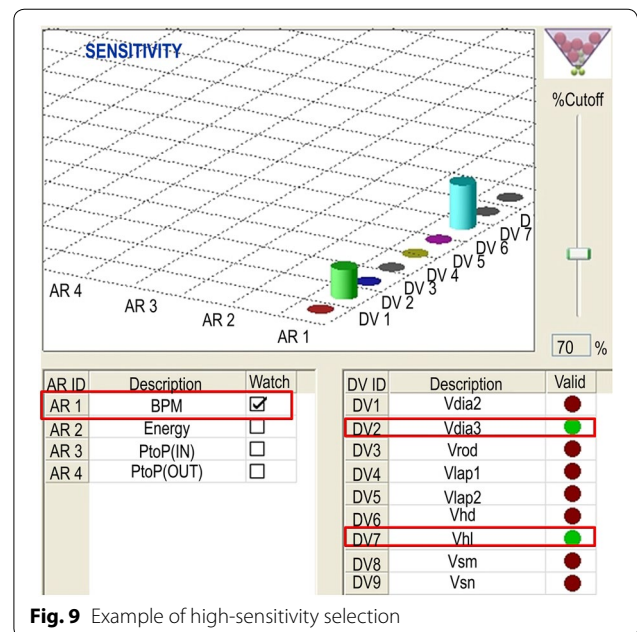 SENSITIVITY
%Cutoff
70 %
AR 4
AR 3
AR 2
AR 1
DV 1
DV 2
DV 3
DV 4
DV 5
DV 6
DV 7
D
AR ID Description Watch
AR 1 BPM
AR 2 Energy
AR 3 PtoP(IN)
AR 4 PtoP(OUT)
DV ID Description Valid
DV1 Vdia2
DV2 Vdia3
DV3 Vrod
DV4 Vlap1
DV5 Vlap2
DV6 Vhd
DV7 Vhl
DV8 Vsm
DV9 Vsn
Fig. 9 Example of high-sensitivity selection